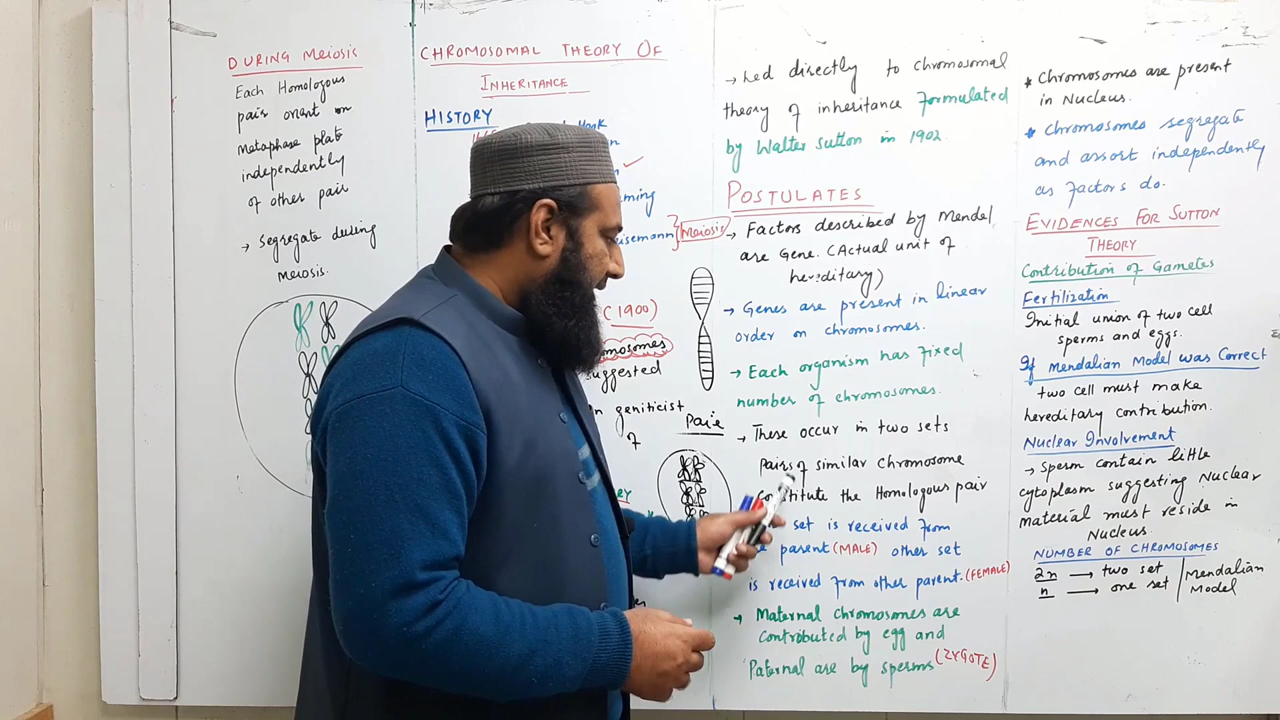 DURING Meiosis
Each Homologous
pair orient on
metaphase plate
independently
of other pair
→ Segregate during
meiosis.
CHROMOSOMAL THEORY OF
INHERITANCE
HISTORY
Meiosis
(1900)
suggested
geniticist
of
Paie
→ Led directly to chromosomal
theory of inheritance Formulated
by Walter Sutton in 1902.
POSTULATES
→ Factors described by Mendel
are Gene. (Actual unit of
hereditary)
→ Genes are present in linear
order on chromosomes.
→ Each organism has fixed
number of chromosomes.
→ These occur in two sets
pairs of similar chromosome
the Homologous pair
set is received from
parent (MALE) other set
is received from other parent. (FEMALE)
→ Maternal chromosomes are
contributed by egg and
Paternal are by sperms (ZYGOTE)
* Chromosomes are present
in Nucleus.
* Chromosomes segregate
and assort independently
as factors do.
EVIDENCES FOR SUTTON
THEORY
Contribution of Gametes
Fertilization
Initial union of two cell
sperms and eggs.
If Mendalian Model was Correct
two cell must make
hereditary contribution.
Nuclear Involvement
→ Sperm contain little
cytoplasm suggesting Nuclear
material must reside in
Nucleus.
NUMBER OF CHROMOSOMES
2n → two set / Mendalian
n → one set / Model